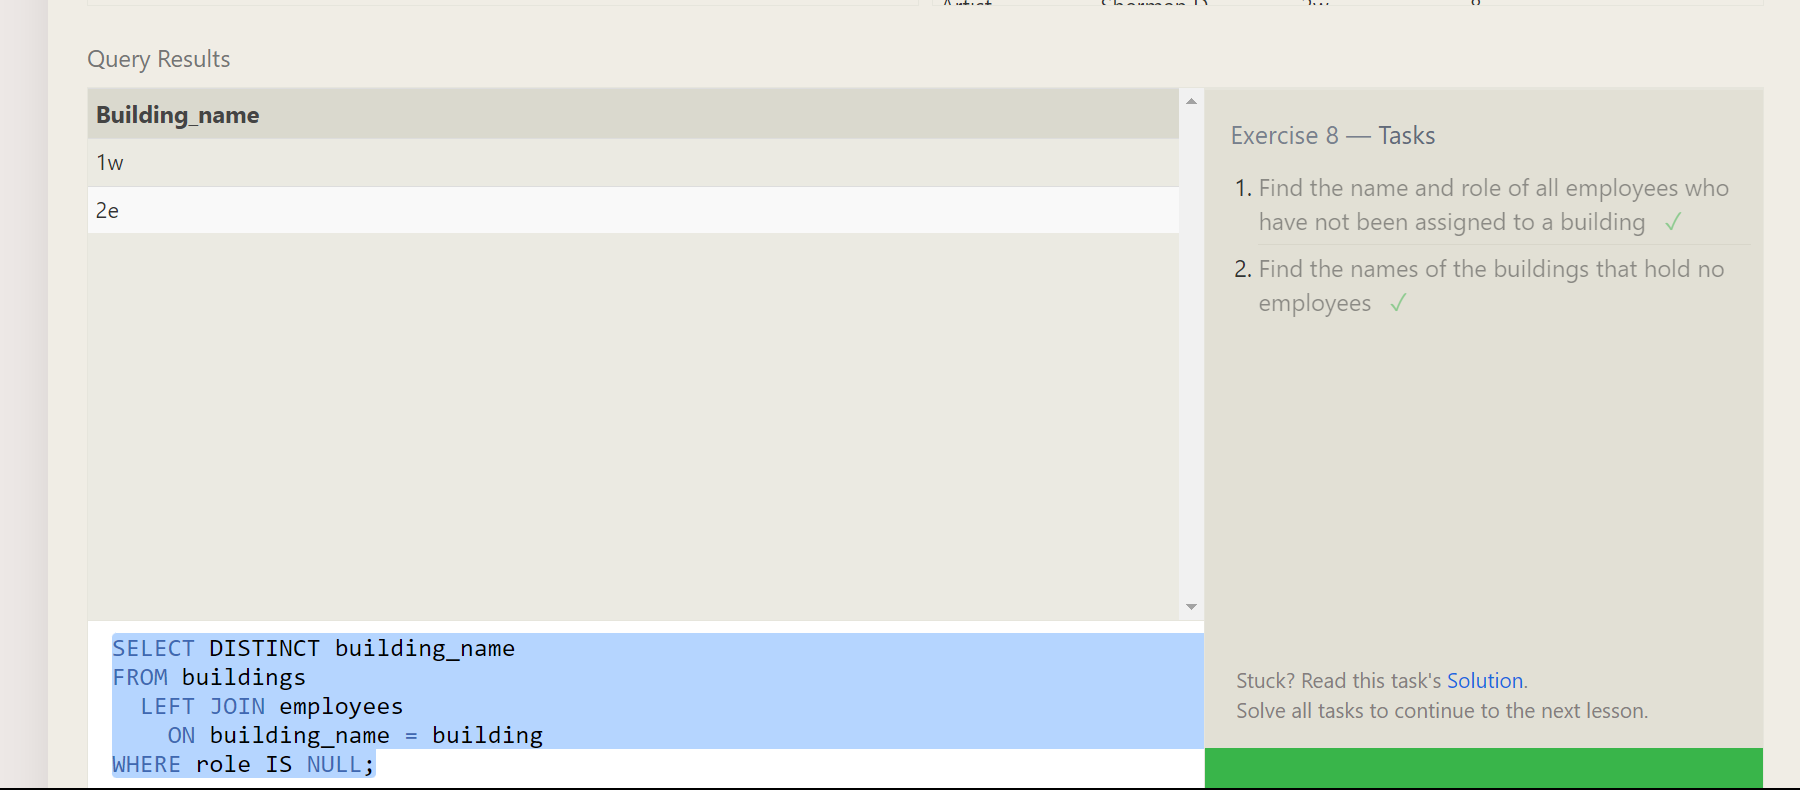 Query Results
Building_name
1w
2e
Exercise 8 — Tasks
1. Find the name and role of all employees who
have not been assigned to a building ✓
2. Find the names of the buildings that hold no
employees ✓
Stuck? Read this task's Solution.
Solve all tasks to continue to the next lesson.
SELECT DISTINCT building_name
FROM buildings
  LEFT JOIN employees
    ON building_name = building
WHERE role IS NULL;